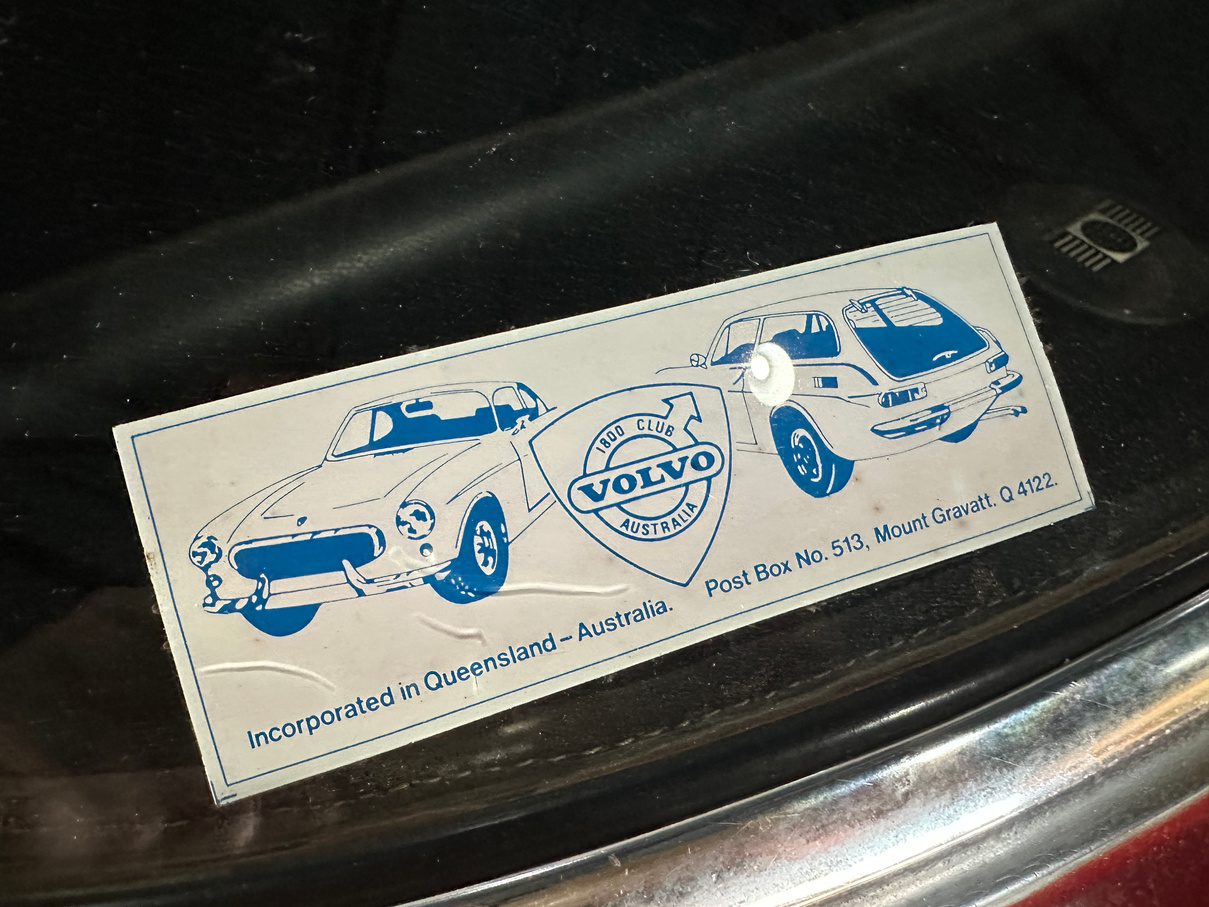 1800 CLUB
VOLVO
AUSTRALIA
Incorporated in Queensland – Australia. Post Box No. 513, Mount Gravatt. Q 4122.